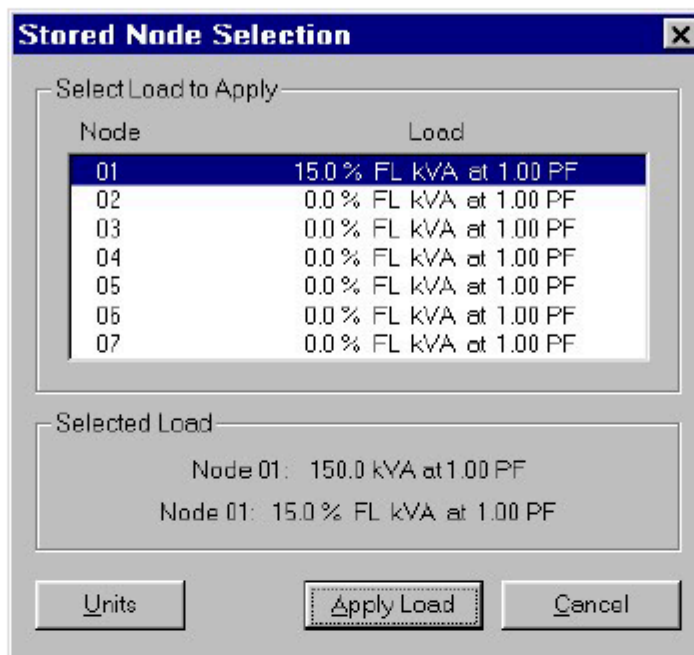 Stored Node Selection
Select Load to Apply
Node Load
01 15.0 % FL kVA at 1.00 PF
02 0.0 % FL kVA at 1.00 PF
03 0.0 % FL kVA at 1.00 PF
04 0.0 % FL kVA at 1.00 PF
05 0.0 % FL kVA at 1.00 PF
06 0.0 % FL kVA at 1.00 PF
07 0.0 % FL kVA at 1.00 PF
Selected Load
Node 01: 150.0 kVA at 1.00 PF
Node 01: 15.0 % FL kVA at 1.00 PF
Units Apply Load Cancel